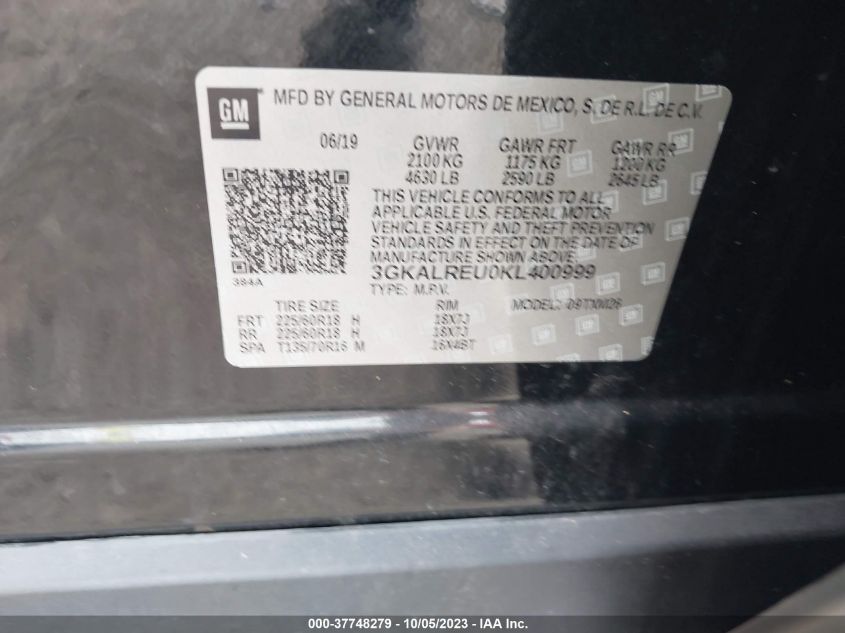 GM MFD BY GENERAL MOTORS DE MEXICO, S. DE R.L. DE C.V.
06/19 GVWR GAWR FRT GAWR RR
2100 KG 1175 KG 1200 KG
4630 LB 2590 LB 2645 LB
THIS VEHICLE CONFORMS TO ALL
APPLICABLE U.S. FEDERAL MOTOR
VEHICLE SAFETY AND THEFT PREVENTION
STANDARDS IN EFFECT ON THE DATE OF
MANUFACTURE SHOWN ABOVE.
3GKALREU0KL400999
384A TYPE: M.P.V.
TIRE SIZE RIM MODEL:
FRT 225/60R18 H 18X7J
RR 225/60R18 H 18X7J
SPA T135/70R16 M 16X4BT
000-37748279 - 10/05/2023 - IAA Inc.